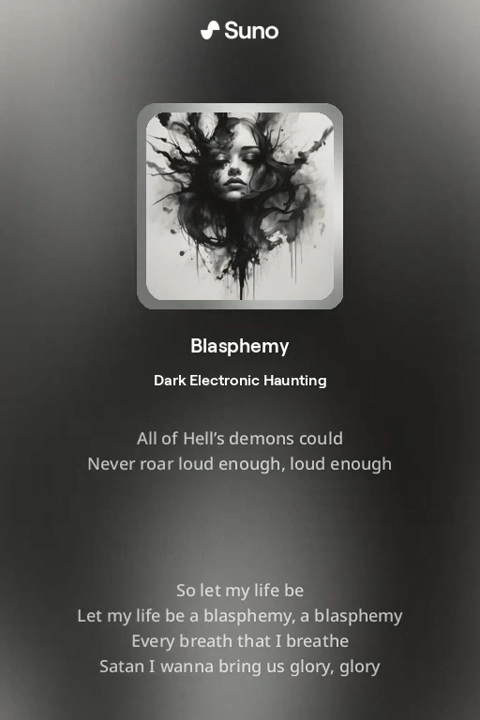 Suno
Blasphemy
Dark Electronic Haunting
All of Hell’s demons could
Never roar loud enough, loud enough
So let my life be
Let my life be a blasphemy, a blasphemy
Every breath that I breathe
Satan I wanna bring us glory, glory